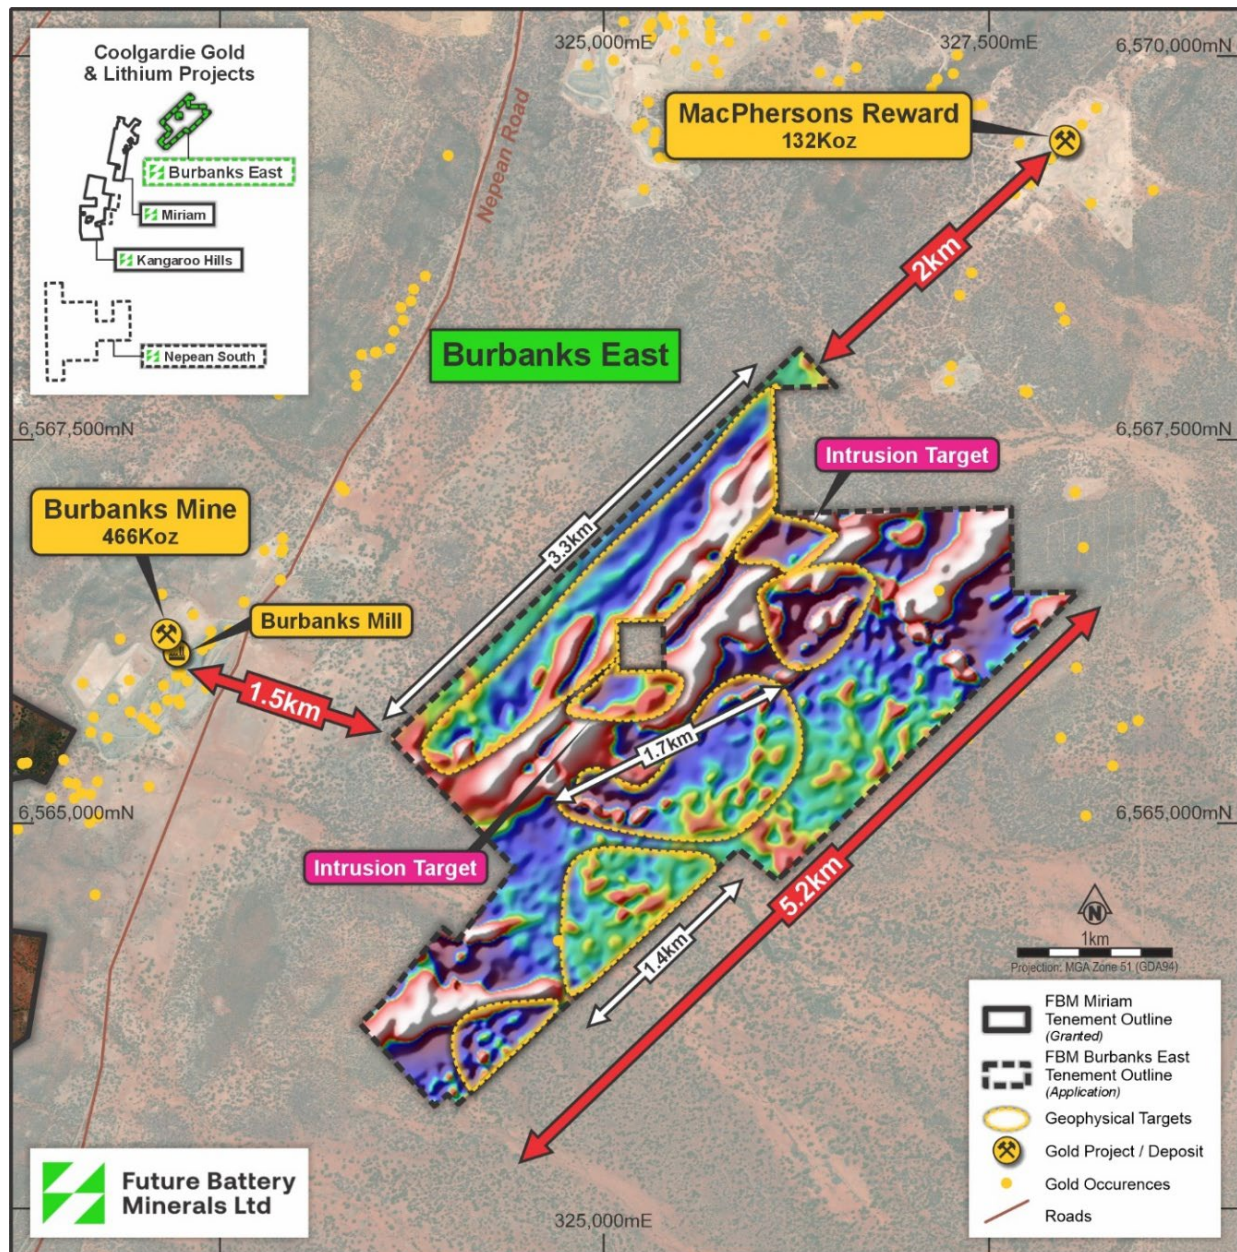 325,000mE
327,500mE
6,570,000mN
Coolgardie Gold
& Lithium Projects
Burbanks East
Miriam
Kangaroo Hills
Nepean South
Nepean Road
MacPhersons Reward
132Koz
2km
Burbanks East
6,567,500mN
6,567,500mN
Intrusion Target
Burbanks Mine
466Koz
3.3km
Burbanks Mill
1.5km
1.7km
6,565,000mN
6,565,000mN
Intrusion Target
5.2km
1.4km
N
1km
Projection: MGA Zone 51 (GDA94)
FBM Miriam
Tenement Outline
(Granted)
FBM Burbanks East
Tenement Outline
(Application)
Geophysical Targets
Gold Project / Deposit
Gold Occurences
Roads
Future Battery
Minerals Ltd
325,000mE